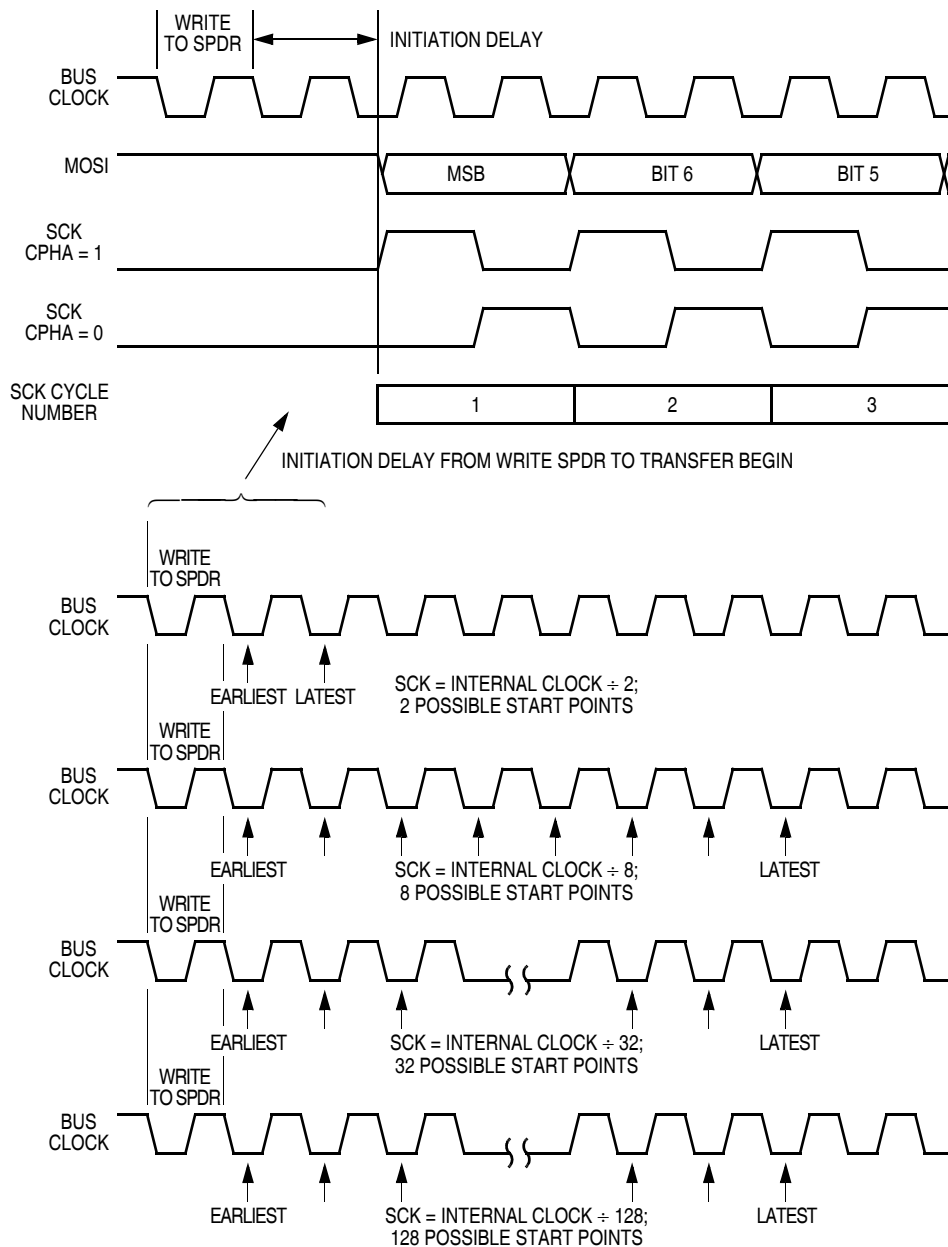 WRITE
TO SPDR
INITIATION DELAY
BUS
CLOCK
MOSI
MSB
BIT 6
BIT 5
SCK
CPHA = 1
SCK
CPHA = 0
SCK CYCLE
NUMBER
1
2
3
INITIATION DELAY FROM WRITE SPDR TO TRANSFER BEGIN
WRITE
TO SPDR
BUS
CLOCK
EARLIEST
LATEST
SCK = INTERNAL CLOCK ÷ 2;
2 POSSIBLE START POINTS
WRITE
TO SPDR
BUS
CLOCK
EARLIEST
SCK = INTERNAL CLOCK ÷ 8;
8 POSSIBLE START POINTS
LATEST
WRITE
TO SPDR
BUS
CLOCK
EARLIEST
SCK = INTERNAL CLOCK ÷ 32;
32 POSSIBLE START POINTS
LATEST
WRITE
TO SPDR
BUS
CLOCK
EARLIEST
SCK = INTERNAL CLOCK ÷ 128;
128 POSSIBLE START POINTS
LATEST